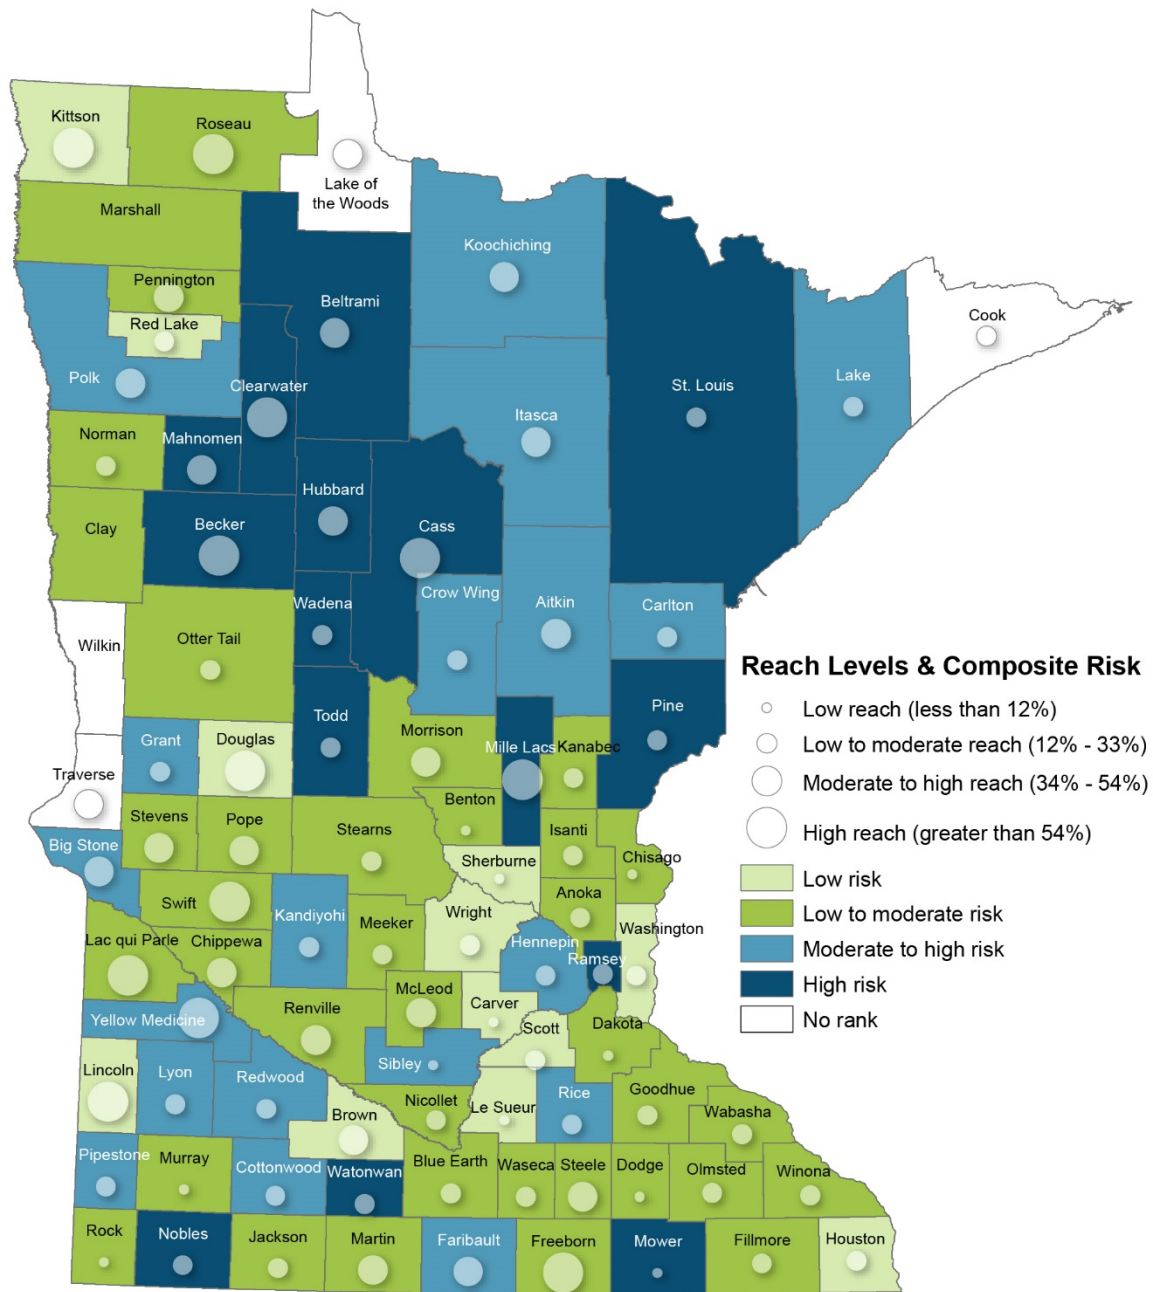 Kittson
Roseau
Lake of
the Woods
Marshall
Koochiching
Pennington
Beltrami
Cook
Red Lake
Polk
Clearwater
Lake
St. Louis
Itasca
Norman
Mahnomen
Hubbard
Clay
Becker
Cass
Crow Wing
Aitkin
Carlton
Wadena
Otter Tail
Wilkin
Reach Levels & Composite Risk
Low reach (less than 12%)
Low to moderate reach (12% - 33%)
Moderate to high reach (34% - 54%)
High reach (greater than 54%)
Low risk
Low to moderate risk
Moderate to high risk
High risk
No rank
Pine
Todd
Morrison
Grant
Douglas
Mille Lacs
Kanabec
Traverse
Benton
Stevens
Pope
Stearns
Isanti
Big Stone
Sherburne
Chisago
Swift
Anoka
Kandiyohi
Wright
Meeker
Washington
Lac qui Parle
Chippewa
Hennepin
Ramsey
McLeod
Carver
Renville
Yellow Medicine
Scott
Dakota
Sibley
Lincoln
Lyon
Redwood
Goodhue
Rice
Nicollet
Le Sueur
Brown
Wabasha
Pipestone
Murray
Cottonwood
Watonwan
Blue Earth
Waseca
Steele
Dodge
Olmsted
Winona
Rock
Nobles
Jackson
Martin
Faribault
Freeborn
Mower
Fillmore
Houston